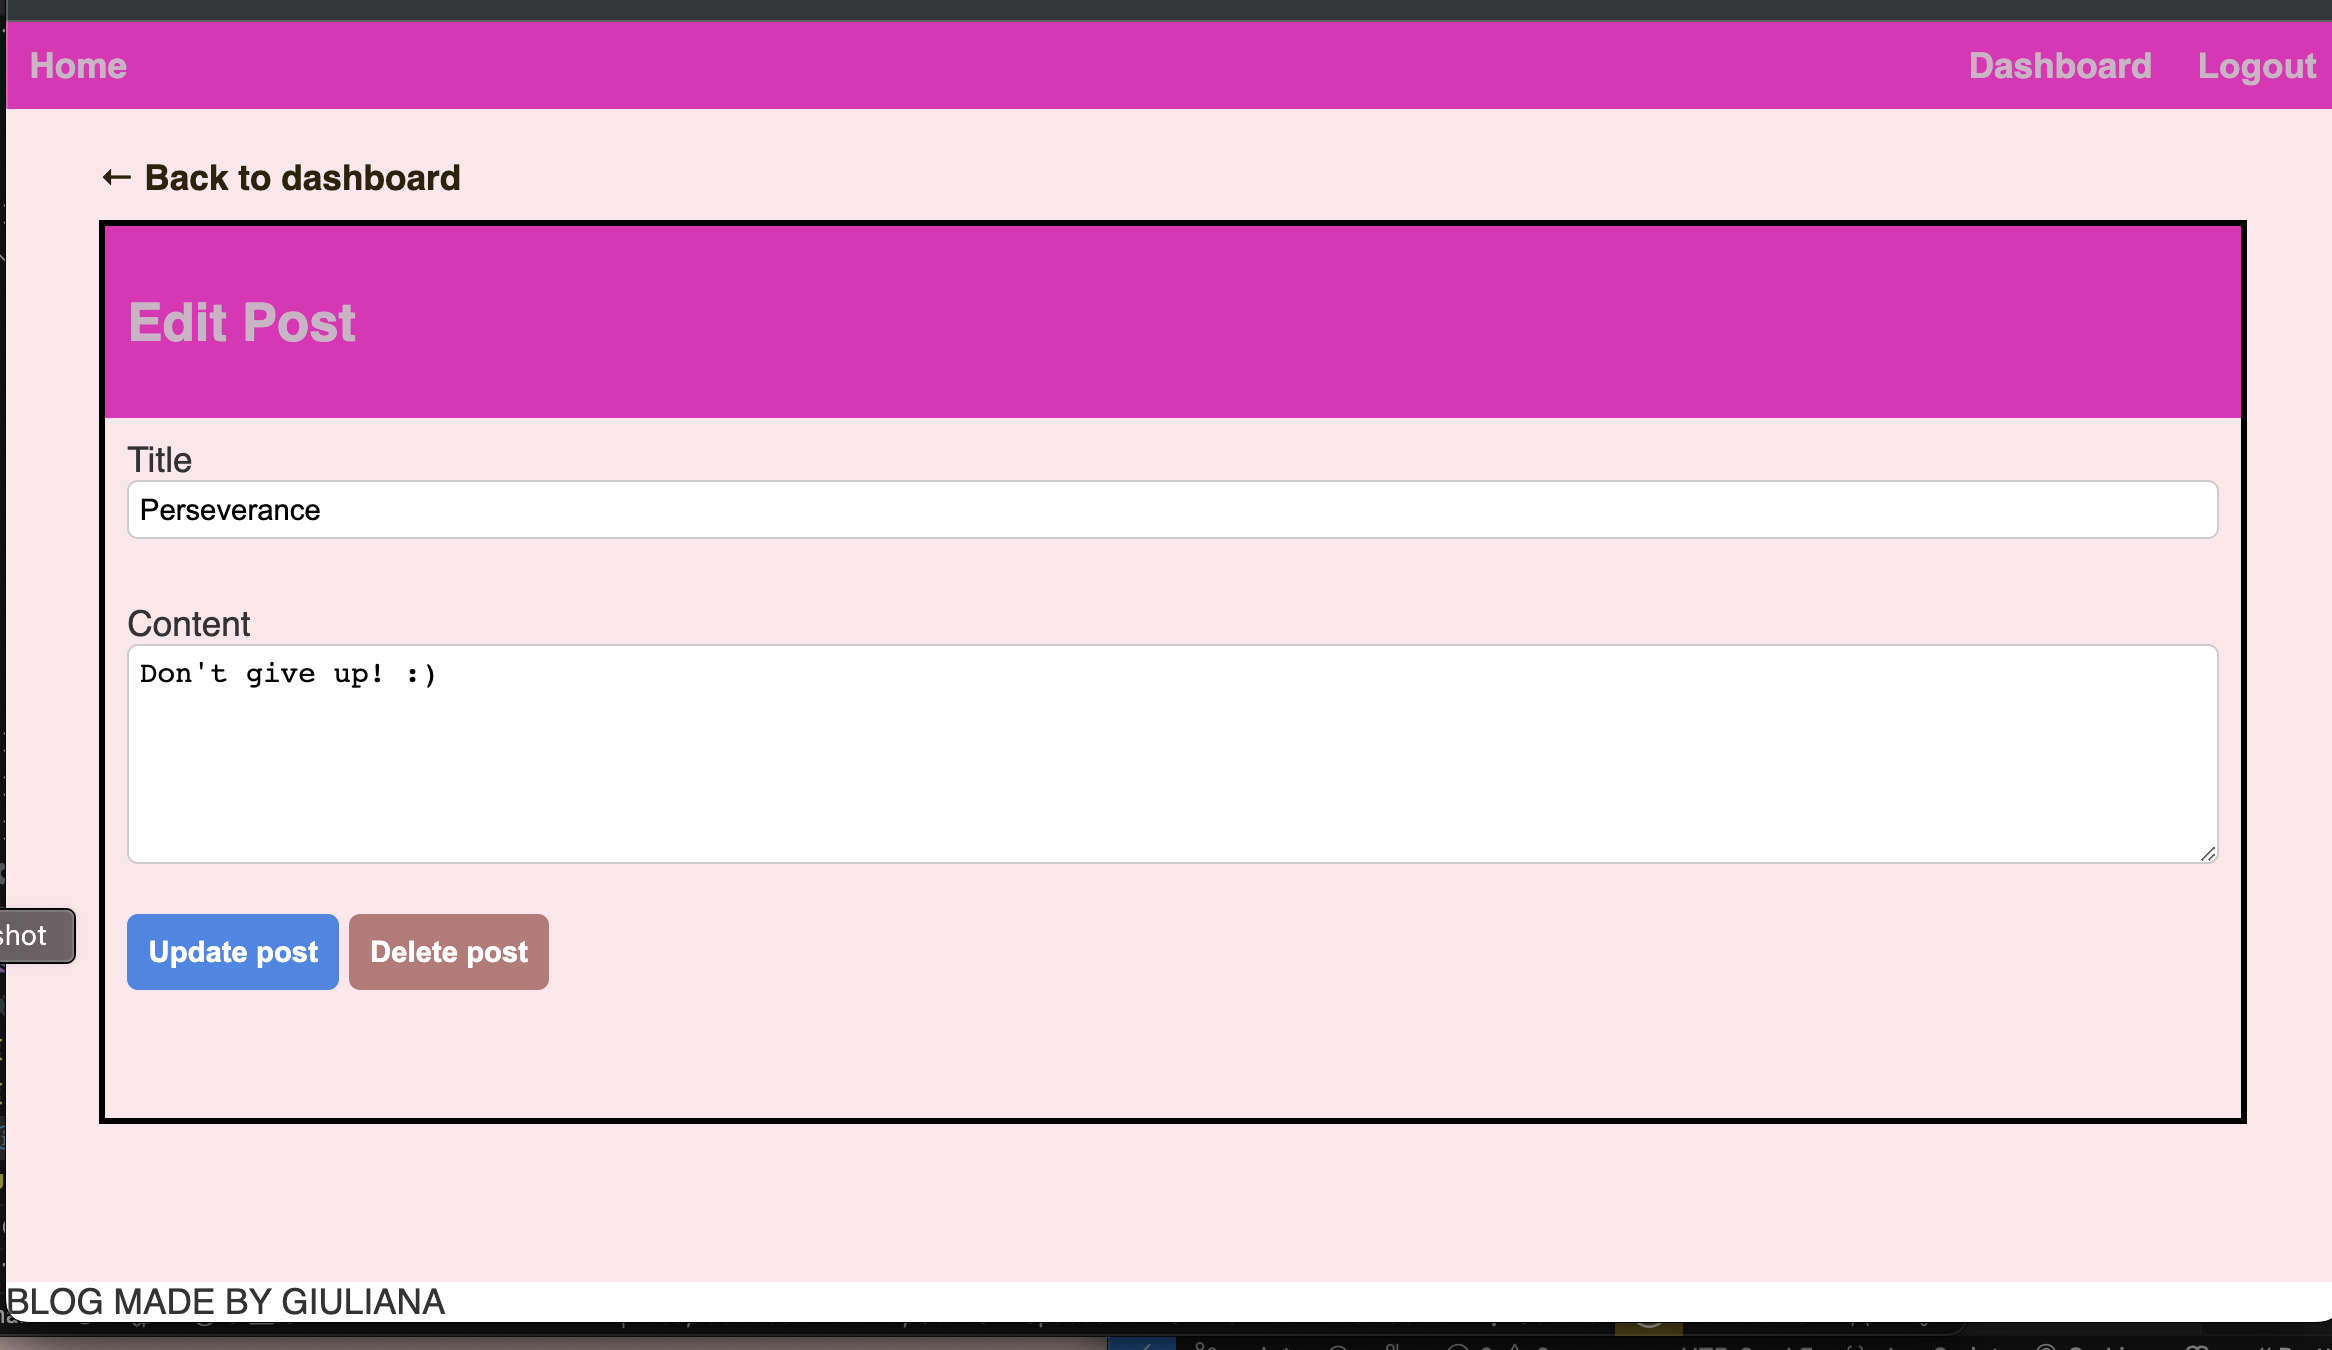 Home Dashboard Logout
← Back to dashboard
Edit Post
Title
Perseverance
Content
Don't give up! :)
shot
Update post Delete post
BLOG MADE BY GIULIANA